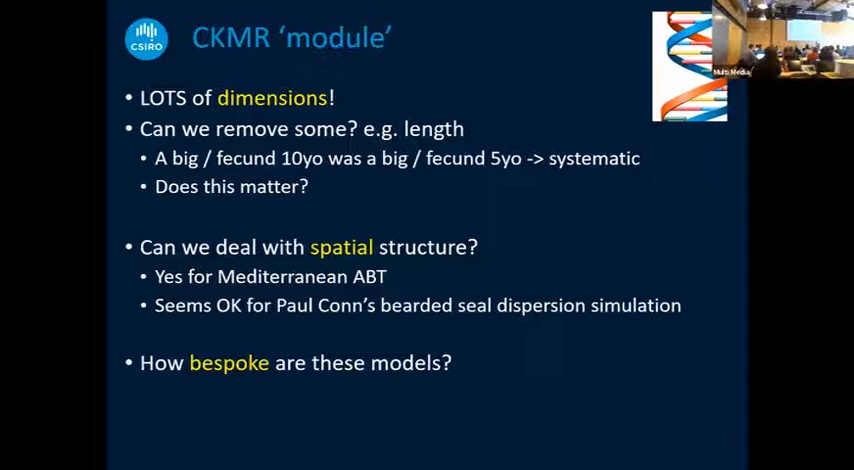 CSIRO
CKMR ‘module’
• LOTS of dimensions!
• Can we remove some? e.g. length
• A big / fecund 10yo was a big / fecund 5yo -> systematic
• Does this matter?
• Can we deal with spatial structure?
• Yes for Mediterranean ABT
• Seems OK for Paul Conn’s bearded seal dispersion simulation
• How bespoke are these models?
Multi Media